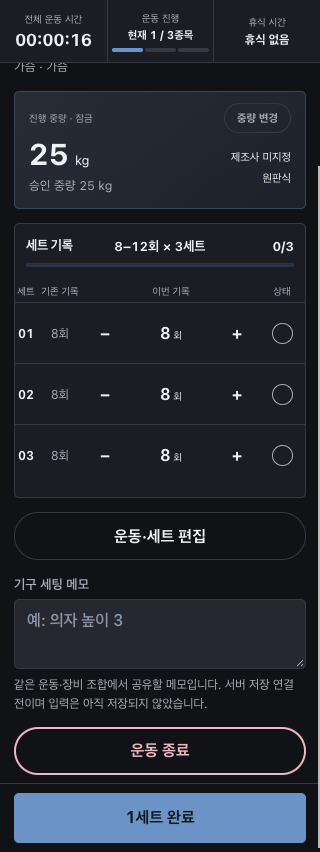 전체 운동 시간
00:00:16
운동 진행
현재 1 / 3종목
휴식 시간
휴식 없음
가슴 · 가슴
진행 중량 · 잠금
중량 변경
25 kg
승인 중량 25 kg
제조사 미지정
원판식
세트 기록
8–12회 × 3세트
0/3
세트 기존 기록 이번 기록 상태
01 8회 − 8 회 +
02 8회 − 8 회 +
03 8회 − 8 회 +
운동·세트 편집
기구 세팅 메모
예: 의자 높이 3
같은 운동·장비 조합에서 공유할 메모입니다. 서버 저장 연결
전이며 입력은 아직 저장되지 않았습니다.
운동 종료
1세트 완료